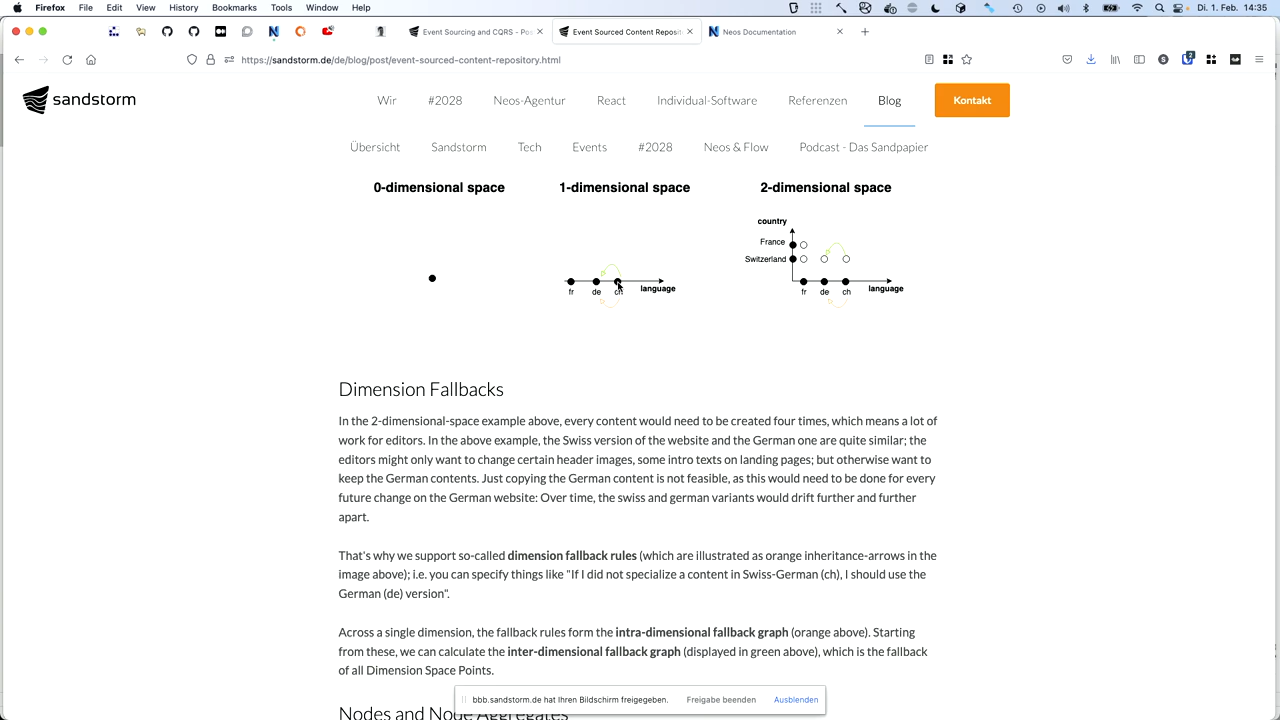 Firefox File Edit View History Bookmarks Tools Window Help Di. 1. Feb. 14:35
Event Sourcing and CQRS - Po Event Sourced Content Reposit Neos Documentation
https://sandstorm.de/de/blog/post/event-sourced-content-repository.html
sandstorm Wir #2028 Neos-Agentur React Individual-Software Referenzen Blog Kontakt
Übersicht Sandstorm Tech Events #2028 Neos & Flow Podcast - Das Sandpapier
0-dimensional space 1-dimensional space 2-dimensional space
country
France
Switzerland
fr de ch language
fr de ch language
Dimension Fallbacks
In the 2-dimensional-space example above, every content would need to be created four times, which means a lot of
work for editors. In the above example, the Swiss version of the website and the German one are quite similar; the
editors might only want to change certain header images, some intro texts on landing pages; but otherwise want to
keep the German contents. Just copying the German content is not feasible, as this would need to be done for every
future change on the German website: Over time, the swiss and german variants would drift further and further
apart.
That's why we support so-called dimension fallback rules (which are illustrated as orange inheritance-arrows in the
image above); i.e. you can specify things like "If I did not specialize a content in Swiss-German (ch), I should use the
German (de) version".
Across a single dimension, the fallback rules form the intra-dimensional fallback graph (orange above). Starting
from these, we can calculate the inter-dimensional fallback graph (displayed in green above), which is the fallback
of all Dimension Space Points.
bbb.sandstorm.de hat Ihren Bildschirm freigegeben. Freigabe beenden Ausblenden
Nodes and Node Aggregates